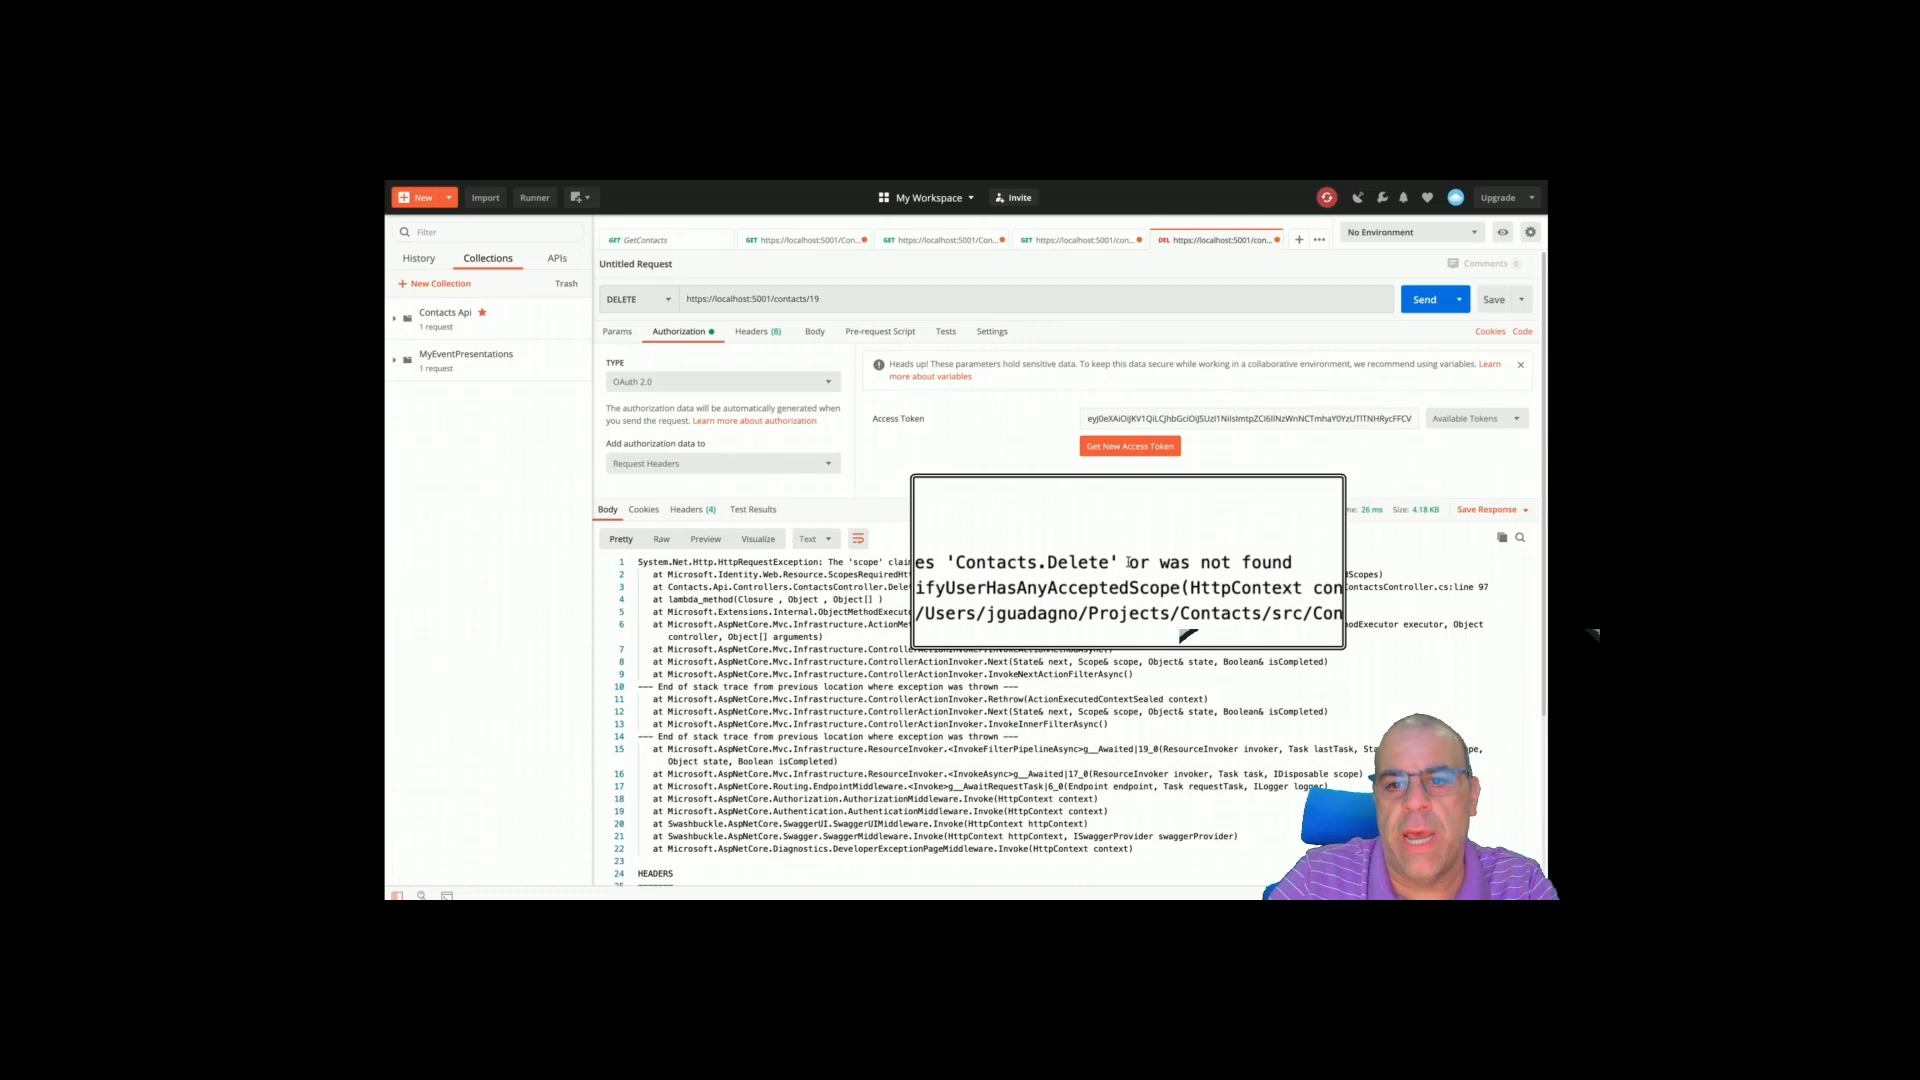 New
Import
Runner
My Workspace
Invite
Upgrade
Filter
History
Collections
APIs
New Collection
Trash
Contacts Api
1 request
MyEventPresentations
1 request
GET GetContacts
GET https://localhost:5001/Con...
GET https://localhost:5001/Con...
GET https://localhost:5001/con...
DEL https://localhost:5001/con...
No Environment
Untitled Request
Comments 0
DELETE
https://localhost:5001/contacts/19
Send
Save
Params
Authorization
Headers (8)
Body
Pre-request Script
Tests
Settings
Cookies
Code
TYPE
OAuth 2.0
The authorization data will be automatically generated when
you send the request. Learn more about authorization
Add authorization data to
Request Headers
Heads up! These parameters hold sensitive data. To keep this data secure while working in a collaborative environment, we recommend using variables. Learn
more about variables
Access Token
Available Tokens
Get New Access Token
Body
Cookies
Headers (4)
Test Results
26 ms
Size: 4.18 KB
Save Response
Pretty
Raw
Preview
Visualize
Text
es 'Contacts.Delete' or was not found
ifyUserHasAnyAcceptedScope(HttpContext con
/Users/jguadagno/Projects/Contacts/src/Con
1 System.Net.Http.HttpRequestException: The 'scope' clai
2 at Microsoft.Identity.Web.Resource.ScopesRequiredHt dScopes)
3 at Contacts.Api.Controllers.ContactsController.Dele ContactsController.cs:line 97
4 at lambda_method(Closure , Object , Object[] )
5 at Microsoft.Extensions.Internal.ObjectMethodExecut
6 at Microsoft.AspNetCore.Mvc.Infrastructure.ActionMe hodExecutor executor, Object
controller, Object[] arguments)
7 at Microsoft.AspNetCore.Mvc.Infrastructure.ControllerActionInvoker.InvokeActionMethodAsync()
8 at Microsoft.AspNetCore.Mvc.Infrastructure.ControllerActionInvoker.Next(State& next, Scope& scope, Object& state, Boolean& isCompleted)
9 at Microsoft.AspNetCore.Mvc.Infrastructure.ControllerActionInvoker.InvokeNextActionFilterAsync()
10 --- End of stack trace from previous location where exception was thrown ---
11 at Microsoft.AspNetCore.Mvc.Infrastructure.ControllerActionInvoker.Rethrow(ActionExecutedContextSealed context)
12 at Microsoft.AspNetCore.Mvc.Infrastructure.ControllerActionInvoker.Next(State& next, Scope& scope, Object& state, Boolean& isCompleted)
13 at Microsoft.AspNetCore.Mvc.Infrastructure.ControllerActionInvoker.InvokeInnerFilterAsync()
14 --- End of stack trace from previous location where exception was thrown ---
15 at Microsoft.AspNetCore.Mvc.Infrastructure.ResourceInvoker.<InvokeFilterPipelineAsync>g__Awaited|19_0(ResourceInvoker invoker, Task lastTask, Sta pe,
Object state, Boolean isCompleted)
16 at Microsoft.AspNetCore.Mvc.Infrastructure.ResourceInvoker.<InvokeAsync>g__Awaited|17_0(ResourceInvoker invoker, Task task, IDisposable scope)
17 at Microsoft.AspNetCore.Routing.EndpointMiddleware.<Invoke>g__AwaitRequestTask|6_0(Endpoint endpoint, Task requestTask, ILogger logger)
18 at Microsoft.AspNetCore.Authorization.AuthorizationMiddleware.Invoke(HttpContext context)
19 at Microsoft.AspNetCore.Authentication.AuthenticationMiddleware.Invoke(HttpContext context)
20 at Swashbuckle.AspNetCore.SwaggerUI.SwaggerUIMiddleware.Invoke(HttpContext httpContext)
21 at Swashbuckle.AspNetCore.Swagger.SwaggerMiddleware.Invoke(HttpContext httpContext, ISwaggerProvider swaggerProvider)
22 at Microsoft.AspNetCore.Diagnostics.DeveloperExceptionPageMiddleware.Invoke(HttpContext context)
23
24 HEADERS